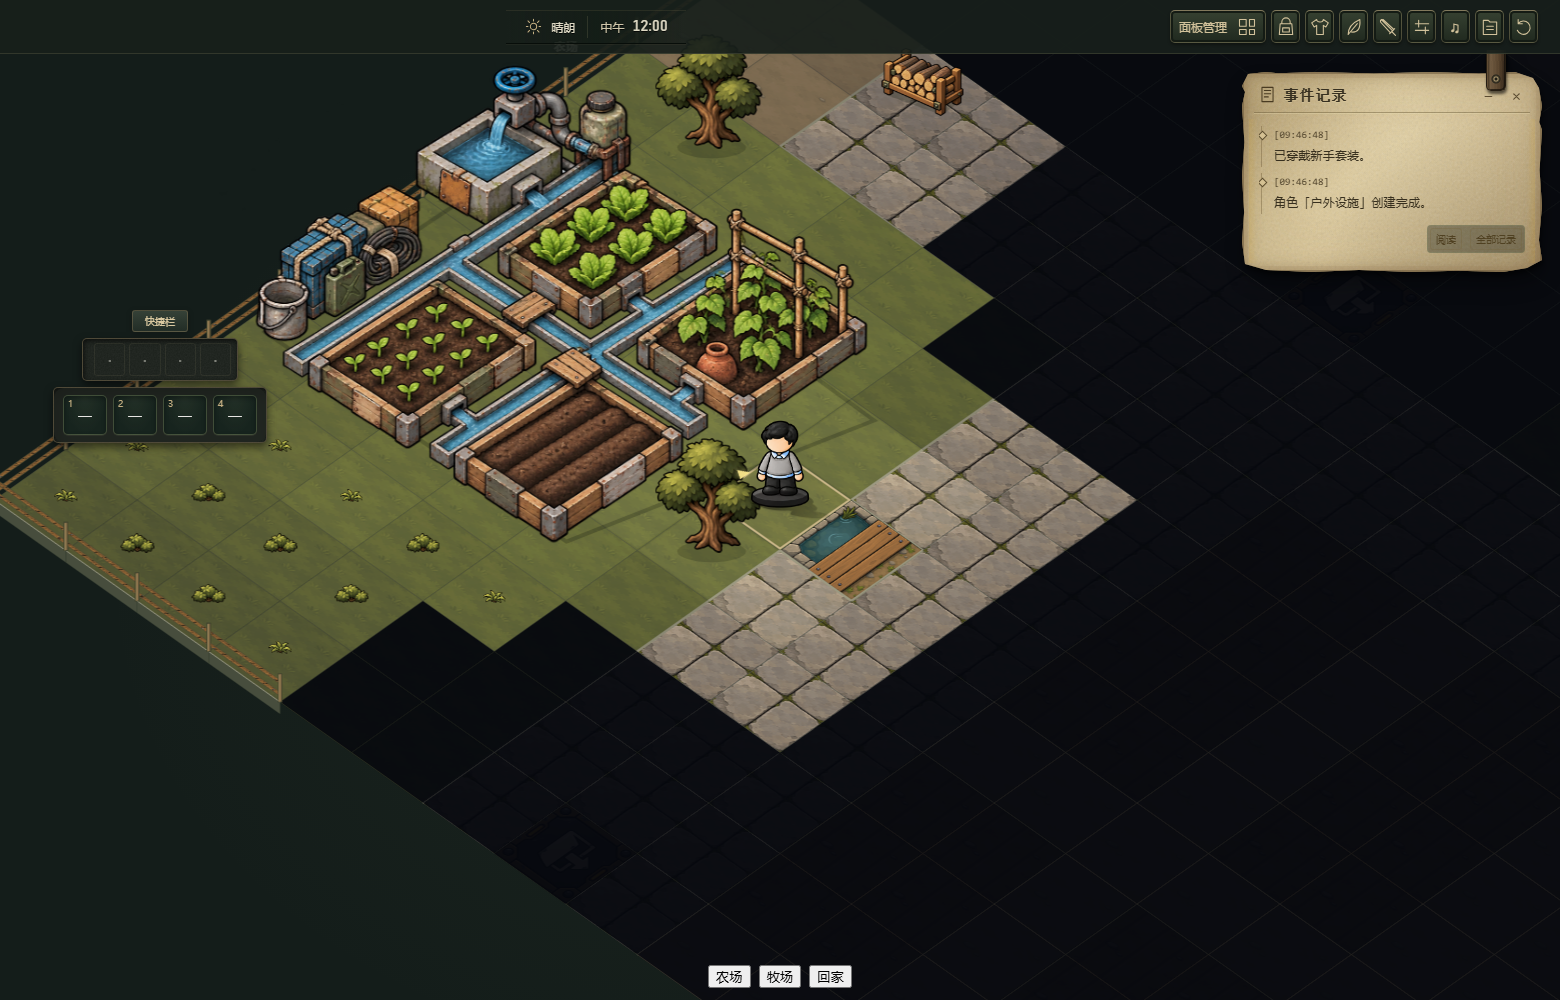 晴朗 中午 12:00
面板管理
事件记录
[09:46:48]
已穿戴新手套装。
[09:46:48]
角色「户外设施」创建完成。
阅读 全部记录
快捷栏
1 2 3 4
农场 牧场 回家